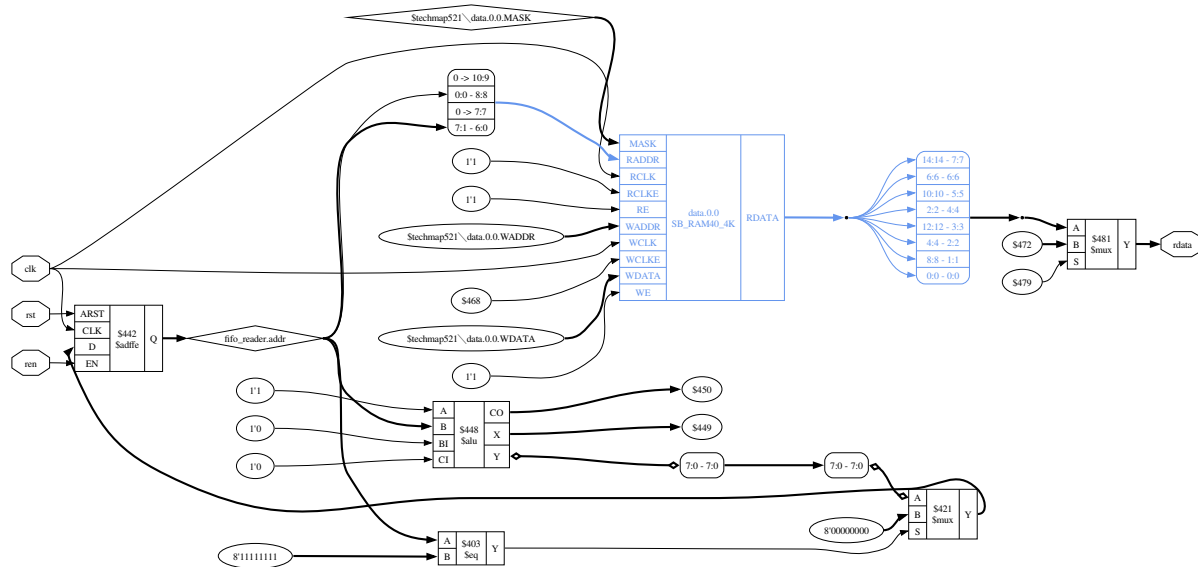 $techmap521\data.0.0.MASK
0 -> 10:9
0:0 - 8:8
0 -> 7:7
7:1 - 6:0
1'1
1'1
$techmap521\data.0.0.WADDR
$468
$techmap521\data.0.0.WDATA
1'1
MASK
RADDR
RCLK
RCLKE
RE
WADDR
WCLK
WCLKE
WDATA
WE
data.0.0
SB_RAM40_4K
RDATA
14:14 - 7:7
6:6 - 6:6
10:10 - 5:5
2:2 - 4:4
12:12 - 3:3
4:4 - 2:2
8:8 - 1:1
0:0 - 0:0
$472
$479
A
B
S
$481
$mux
Y
rdata
clk
rst
ren
ARST
CLK
D
EN
$442
$adffe
Q
fifo_reader.addr
1'1
1'0
1'0
A
B
BI
CI
$448
$alu
CO
X
Y
$450
$449
7:0 - 7:0
7:0 - 7:0
8'00000000
A
B
S
$421
$mux
Y
8'11111111
A
B
$403
$eq
Y